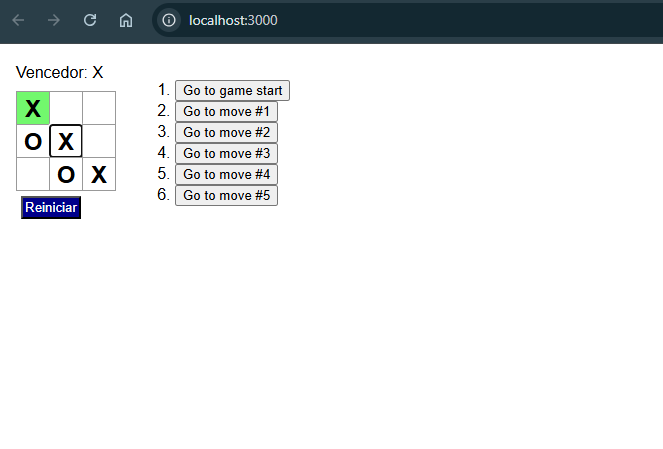 localhost:3000
Vencedor: X
X
O X
O X
Reiniciar
1. Go to game start
2. Go to move #1
3. Go to move #2
4. Go to move #3
5. Go to move #4
6. Go to move #5